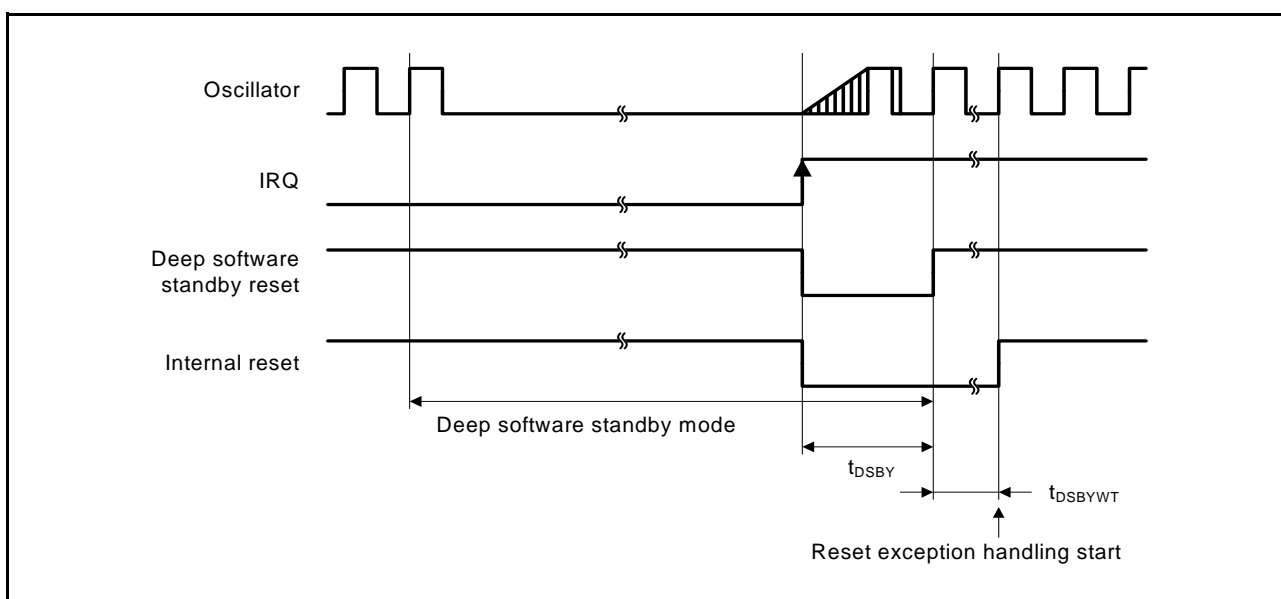 Oscillator
IRQ
Deep software
standby reset
Internal reset
Deep software standby mode
tDSBY
tDSBYWT
Reset exception handling start